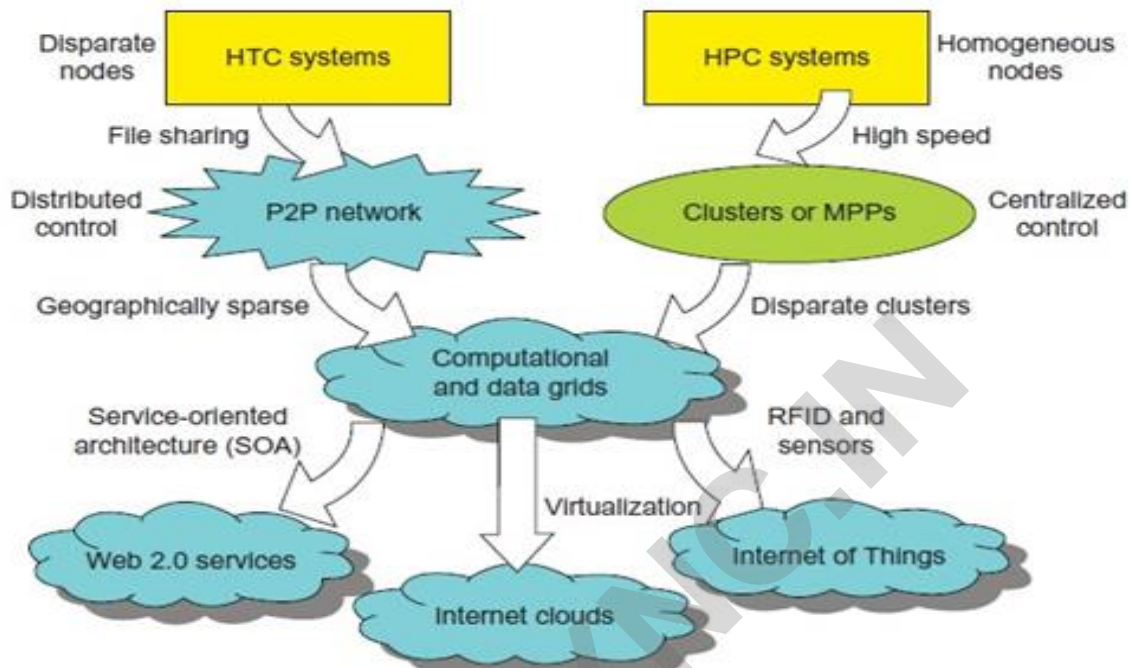 Disparate
nodes
HTC systems
HPC systems
Homogeneous
nodes
File sharing
High speed
Distributed
control
P2P network
Clusters or MPPs
Centralized
control
Geographically sparse
Disparate clusters
Computational
and data grids
Service-oriented
architecture (SOA)
RFID and
sensors
Virtualization
Web 2.0 services
Internet clouds
Internet of Things
NC.IN